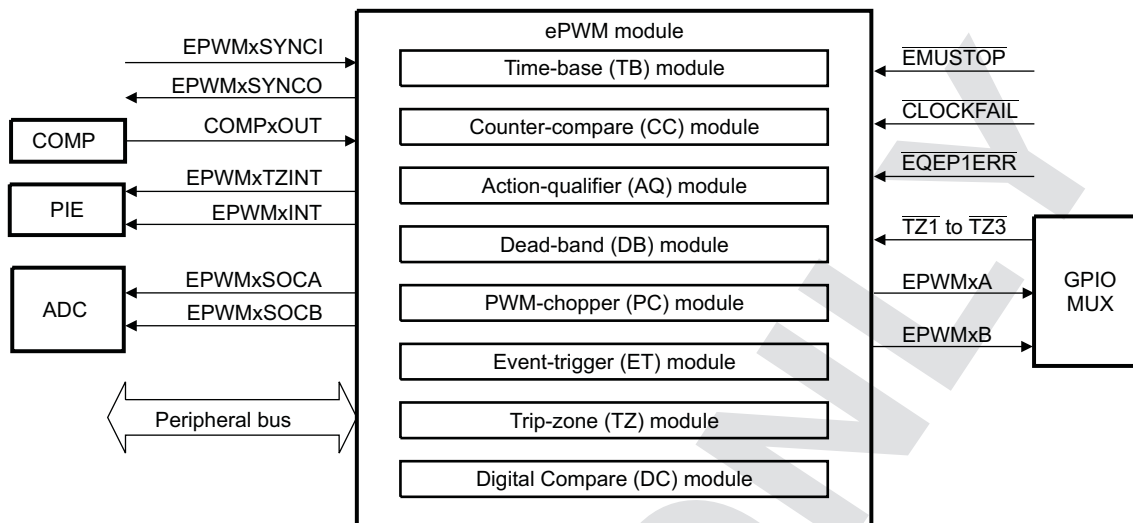 ePWM module
EPWMxSYNCI
EPWMxSYNCO
COMP
COMPxOUT
EPWMxTZINT
PIE
EPWMxINT
EPWMxSOCA
ADC
EPWMxSOCB
Peripheral bus
Time-base (TB) module
Counter-compare (CC) module
Action-qualifier (AQ) module
Dead-band (DB) module
PWM-chopper (PC) module
Event-trigger (ET) module
Trip-zone (TZ) module
Digital Compare (DC) module
EMUSTOP
CLOCKFAIL
EQEP1ERR
TZ1 to TZ3
EPWMxA
EPWMxB
GPIO
MUX
ONLY